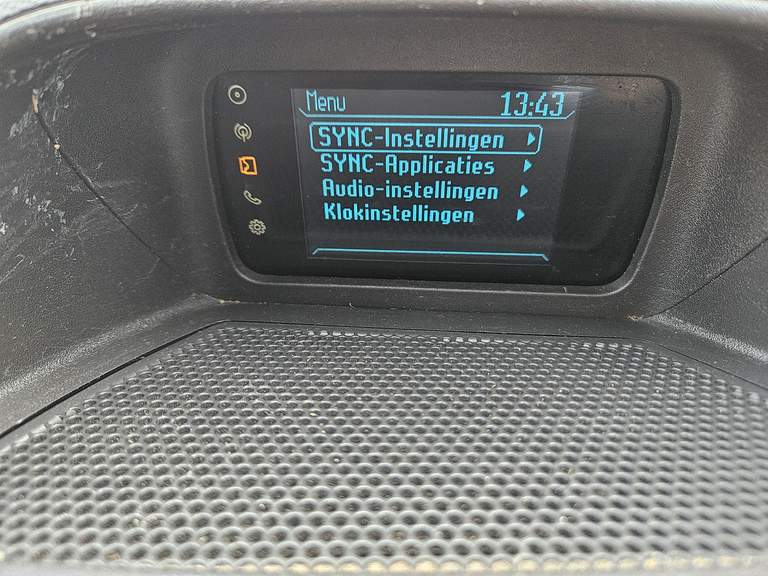 Menu 13:43
SYNC-Instellingen
SYNC-Applicaties
Audio-instellingen
Klokinstellingen